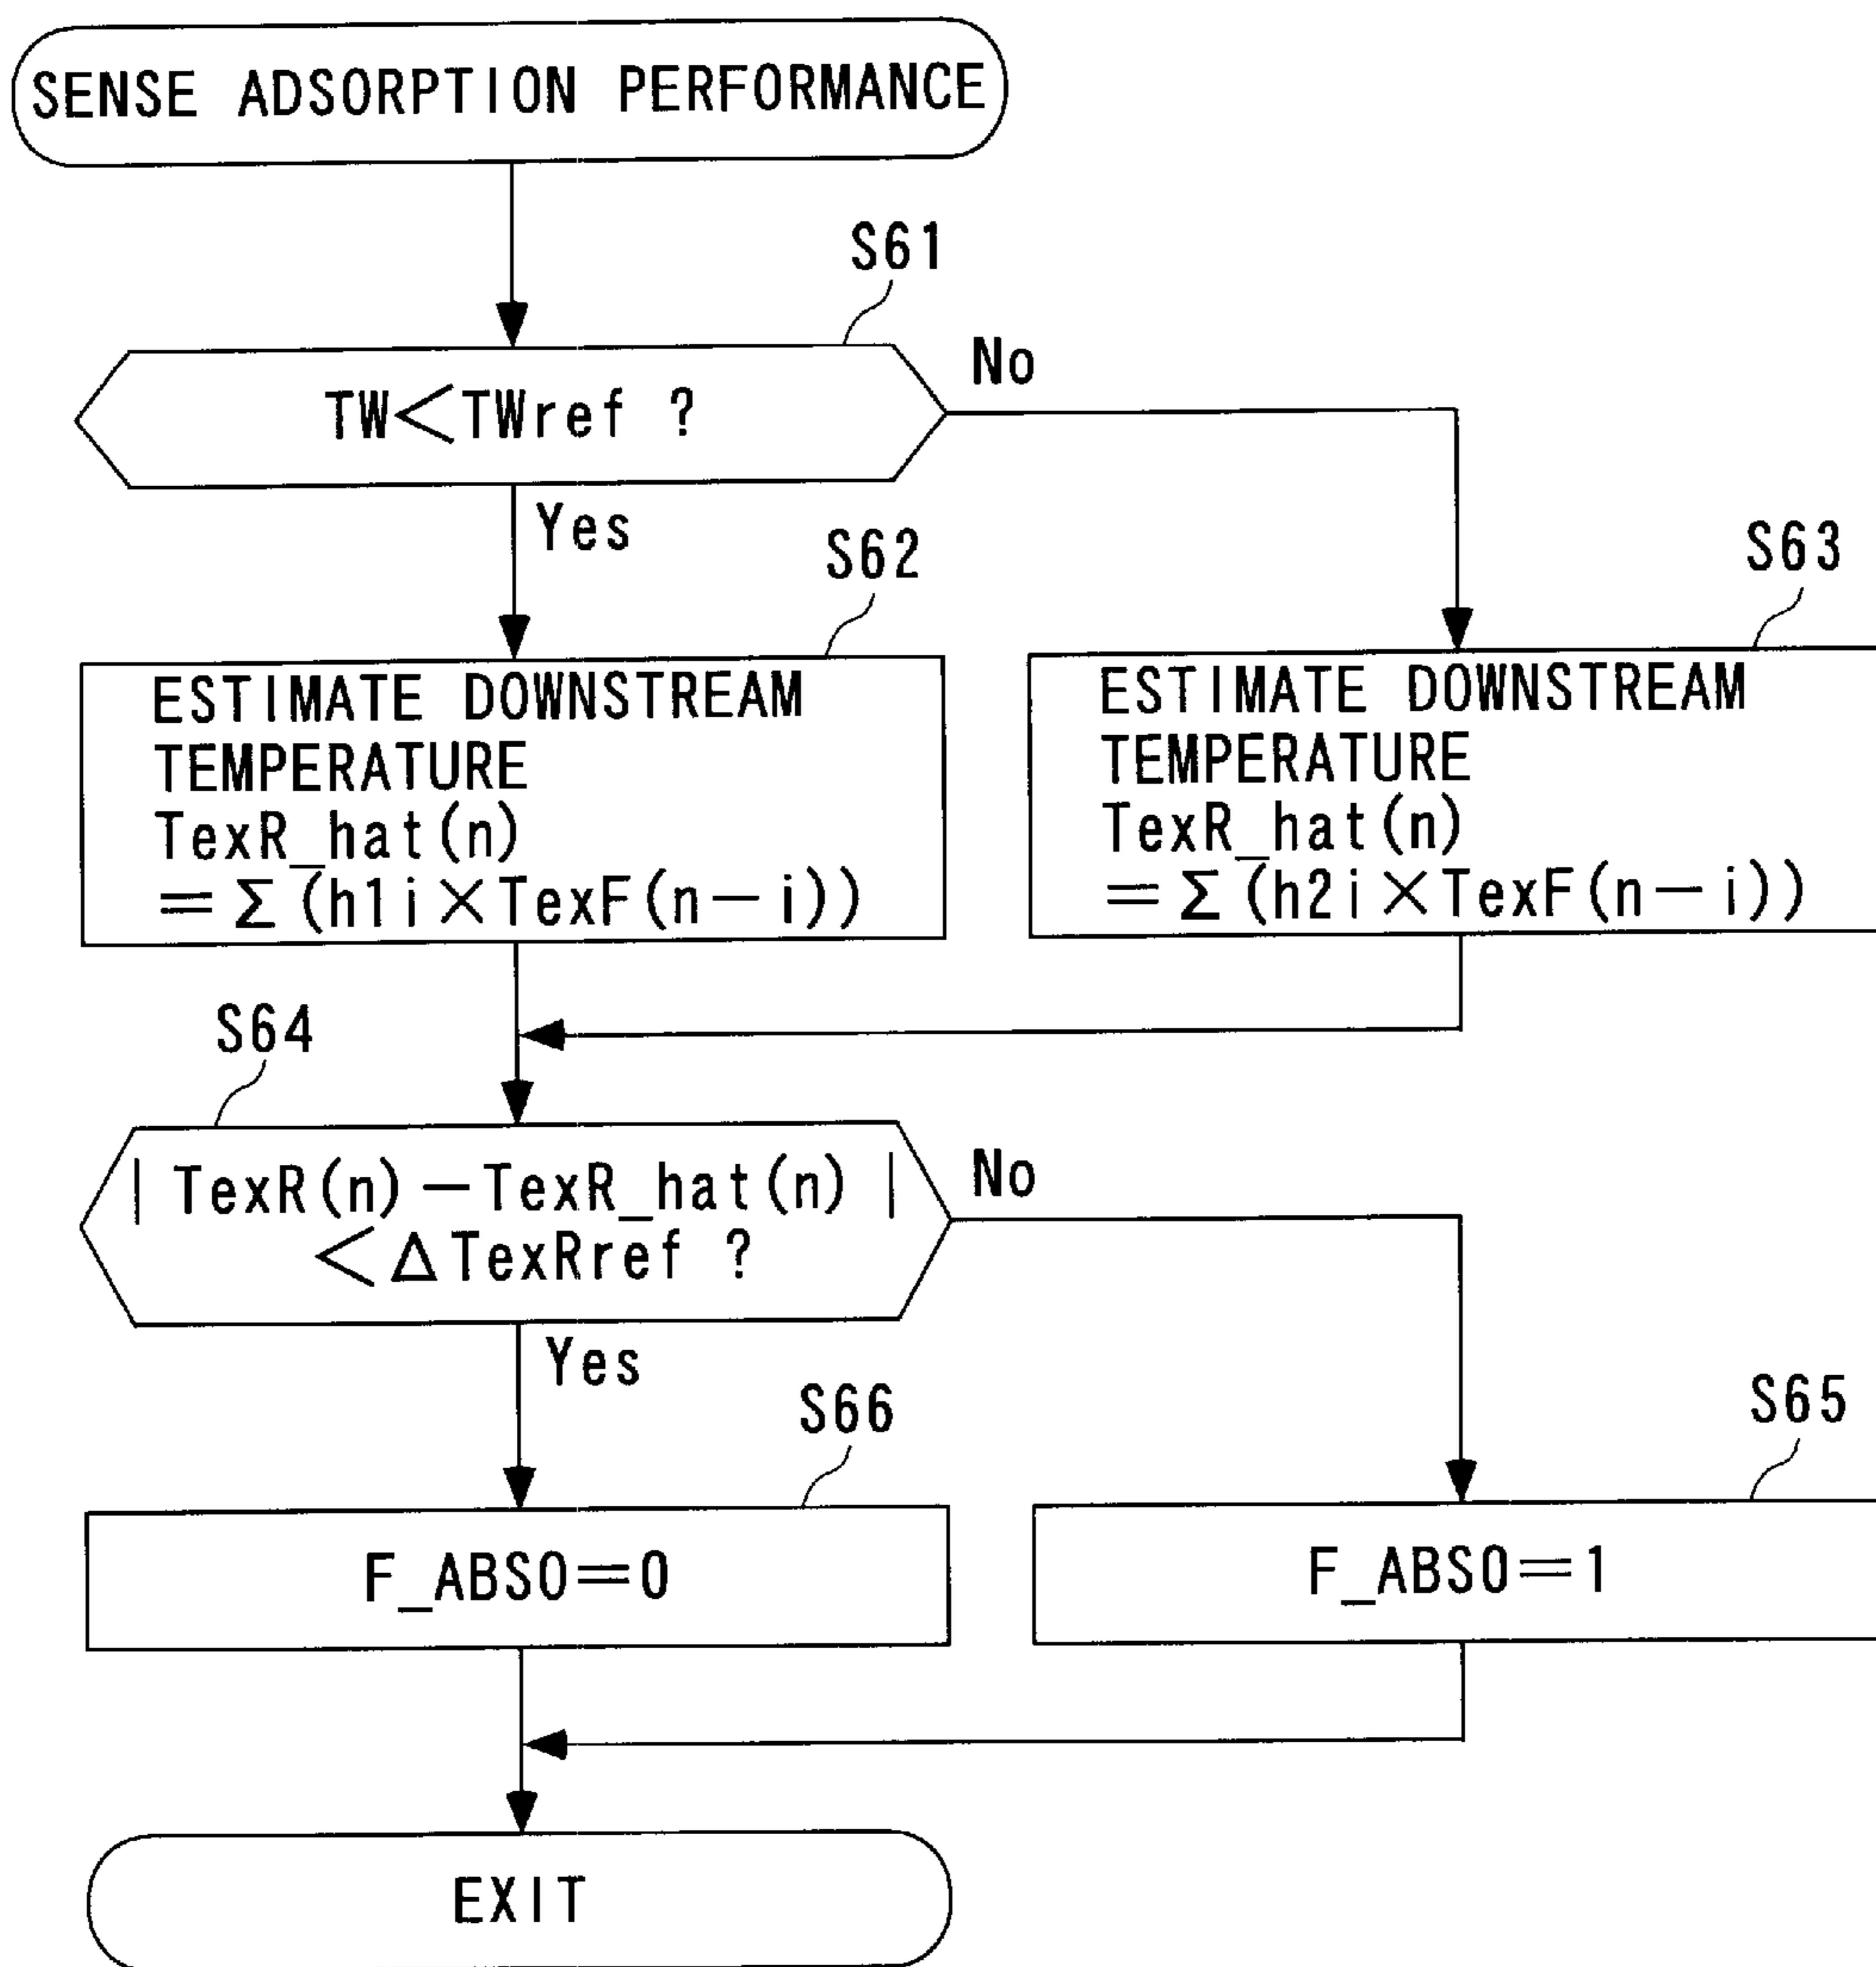 SENSE ADSORPTION PERFORMANCE
S61
TW<TWref ?
No
Yes
S62
ESTIMATE DOWNSTREAM
TEMPERATURE
TexR_hat(n)
=Σ(h1i×TexF(n-i))
S63
ESTIMATE DOWNSTREAM
TEMPERATURE
TexR_hat(n)
=Σ(h2i×TexF(n-i))
S64
| TexR(n)-TexR_hat(n) |
<ΔTexRref ?
No
Yes
S66
F_ABSO=0
S65
F_ABSO=1
EXIT